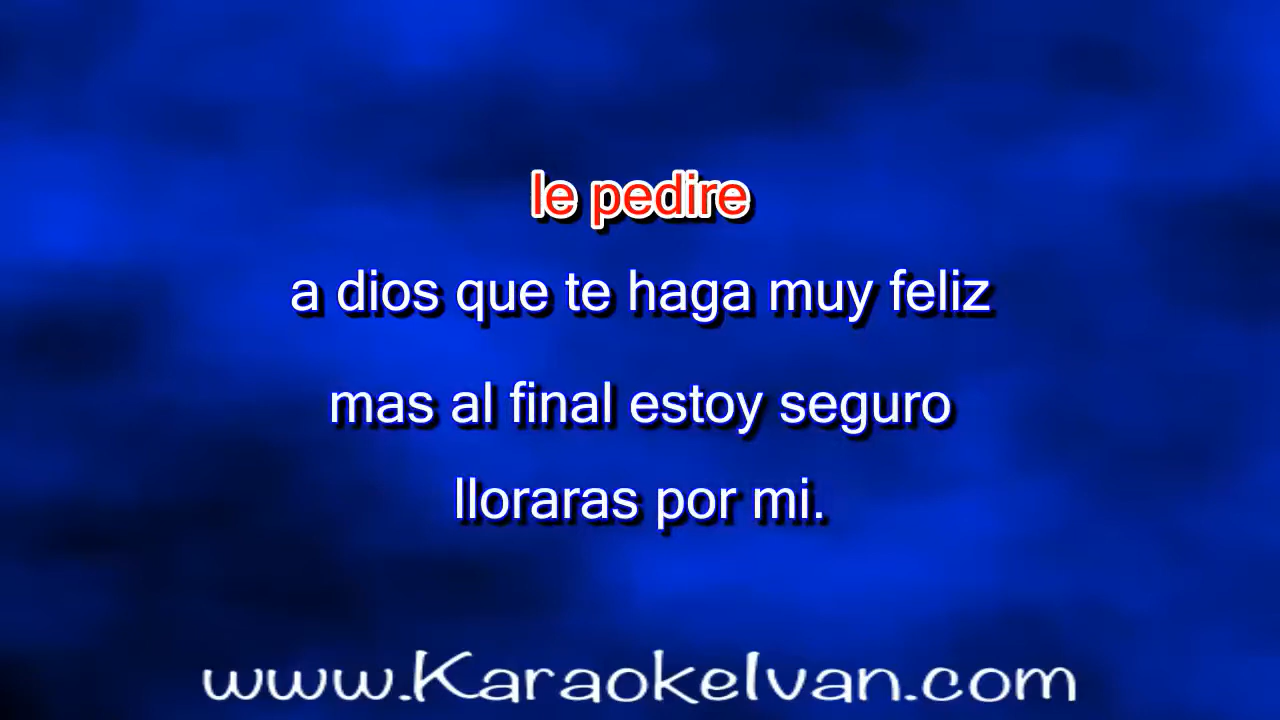 le pedire
a dios que te haga muy feliz
mas al final estoy seguro
lloraras por mi.
www.KaraokeIvan.com